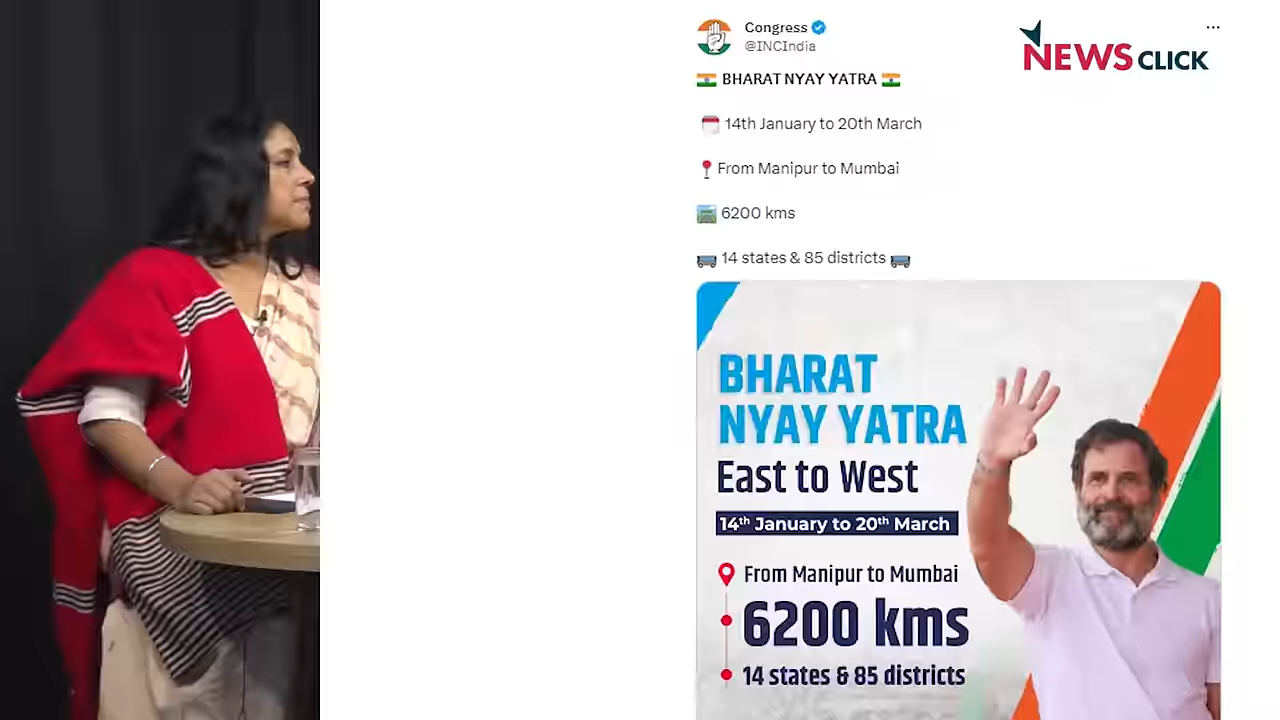 Congress
@INCIndia
NEWS CLICK
BHARAT NYAY YATRA
14th January to 20th March
From Manipur to Mumbai
6200 kms
14 states & 85 districts
BHARAT
NYAY YATRA
East to West
14th January to 20th March
From Manipur to Mumbai
6200 kms
14 states & 85 districts